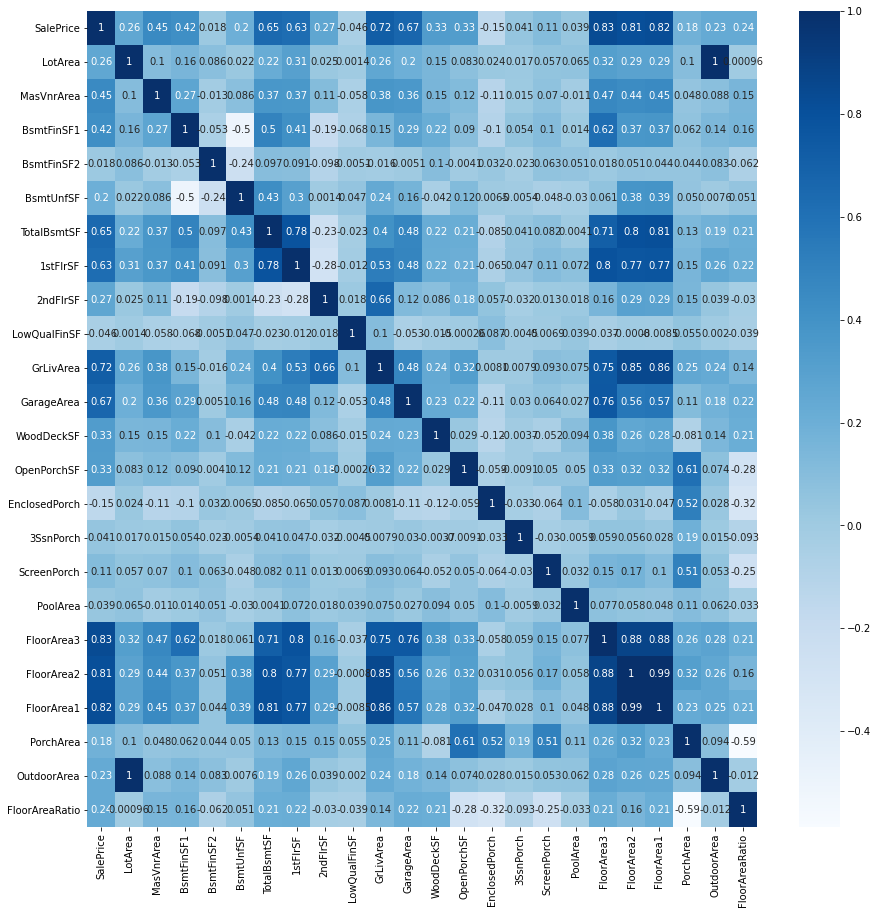 SalePrice 1 0.26 0.45 0.42 0.018 0.2 0.65 0.63 0.27 -0.046 0.72 0.67 0.33 0.33 -0.15 0.041 0.11 0.039 0.83 0.81 0.82 0.18 0.23 0.24
LotArea 0.26 1 0.1 0.16 0.086 0.022 0.22 0.31 0.025 0.0014 0.26 0.2 0.15 0.083 0.024 0.017 0.057 0.065 0.32 0.29 0.29 0.1 1 0.00096
MasVnrArea 0.45 0.1 1 0.27 -0.013 0.086 0.37 0.37 0.11 -0.058 0.38 0.36 0.15 0.12 -0.11 0.015 0.07 -0.011 0.47 0.44 0.45 0.048 0.088 0.15
BsmtFinSF1 0.42 0.16 0.27 1 -0.053 -0.5 0.5 0.41 -0.19 -0.068 0.15 0.29 0.22 0.09 -0.1 0.054 0.1 0.014 0.62 0.37 0.37 0.062 0.14 0.16
BsmtFinSF2 -0.018 0.086 -0.013 -0.053 1 -0.24 0.097 0.091 -0.098 -0.0051 -0.016 0.0051 0.1 -0.0041 0.032 -0.023 0.063 0.051 0.018 0.051 0.044 0.044 0.083 -0.062
BsmtUnfSF 0.2 0.022 0.086 -0.5 -0.24 1 0.43 0.3 0.0014 0.047 0.24 0.16 -0.042 0.12 0.0065 -0.0054 -0.048 -0.03 0.061 0.38 0.39 0.05 0.0076 0.051
TotalBsmtSF 0.65 0.22 0.37 0.5 0.097 0.43 1 0.78 -0.23 -0.023 0.4 0.48 0.22 0.21 -0.085 0.041 0.082 0.0041 0.71 0.8 0.81 0.13 0.19 0.21
1stFlrSF 0.63 0.31 0.37 0.41 0.091 0.3 0.78 1 -0.28 -0.012 0.53 0.48 0.22 0.21 -0.065 0.047 0.11 0.072 0.8 0.77 0.77 0.15 0.26 0.22
2ndFlrSF 0.27 0.025 0.11 -0.19 -0.098 0.0014 -0.23 -0.28 1 0.018 0.66 0.12 0.086 0.18 0.057 -0.032 0.013 0.018 0.16 0.29 0.29 0.15 0.039 -0.03
LowQualFinSF -0.046 0.0014 -0.058 -0.068 0.0051 0.047 -0.023 -0.012 0.018 1 0.1 -0.053 -0.015 0.087 -0.0045 0.0069 0.039 -0.037 0.055 0.002 -0.039
GrLivArea 0.72 0.26 0.38 0.15 -0.016 0.24 0.4 0.53 0.66 0.1 1 0.48 0.24 0.32 0.0081 0.0079 0.093 0.075 0.75 0.85 0.86 0.25 0.24 0.14
GarageArea 0.67 0.2 0.36 0.29 0.0051 0.16 0.48 0.48 0.12 -0.053 0.48 1 0.23 0.22 -0.11 0.03 0.064 0.027 0.76 0.56 0.57 0.11 0.18 0.22
WoodDeckSF 0.33 0.15 0.15 0.22 0.1 -0.042 0.22 0.22 0.086 -0.015 0.24 0.23 1 0.029 -0.12 -0.0037 -0.052 0.094 0.38 0.26 0.28 -0.081 0.14 0.21
OpenPorchSF 0.33 0.083 0.12 0.09 -0.0041 0.12 0.21 0.21 0.18 0.32 0.22 0.029 1 -0.059 -0.0091 0.05 0.05 0.33 0.32 0.32 0.61 0.074 -0.28
EnclosedPorch -0.15 0.024 -0.11 -0.1 0.032 0.0065 -0.085 -0.065 0.057 0.087 0.0081 -0.11 -0.12 -0.059 1 -0.033 -0.064 0.1 -0.058 0.031 -0.047 0.52 0.028 -0.32
3SsnPorch -0.041 0.017 0.015 0.054 -0.023 -0.0054 0.041 0.047 -0.032 -0.0045 0.0079 0.03 -0.0037 -0.0091 -0.033 1 -0.03 -0.0059 0.059 0.056 0.028 0.19 0.015 -0.093
ScreenPorch 0.11 0.057 0.07 0.1 0.063 -0.048 0.082 0.11 0.013 0.0069 0.093 0.064 -0.052 0.05 -0.064 -0.03 1 0.032 0.15 0.17 0.1 0.51 0.053 -0.25
PoolArea -0.039 0.065 -0.011 0.014 0.051 -0.03 0.0041 0.072 0.018 0.039 0.075 0.027 0.094 0.05 0.1 -0.0059 0.032 1 0.077 0.058 0.048 0.11 0.062 -0.033
FloorArea3 0.83 0.32 0.47 0.62 0.018 0.061 0.71 0.8 0.16 -0.037 0.75 0.76 0.38 0.33 -0.058 0.059 0.15 0.077 1 0.88 0.88 0.26 0.28 0.21
FloorArea2 0.81 0.29 0.44 0.37 0.051 0.38 0.8 0.77 0.29 0.85 0.56 0.26 0.32 0.031 0.056 0.17 0.058 0.88 1 0.99 0.32 0.26 0.16
FloorArea1 0.82 0.29 0.45 0.37 0.044 0.39 0.81 0.77 0.29 0.86 0.57 0.28 0.32 -0.047 0.028 0.1 0.048 0.88 0.99 1 0.23 0.25 0.21
PorchArea 0.18 0.1 0.048 0.062 0.044 0.05 0.13 0.15 0.15 0.055 0.25 0.11 -0.081 0.61 0.52 0.19 0.51 0.11 0.26 0.32 0.23 1 0.094 -0.59
OutdoorArea 0.23 1 0.088 0.14 0.083 0.0076 0.19 0.26 0.039 0.002 0.24 0.18 0.14 0.074 0.028 0.015 0.053 0.062 0.28 0.26 0.25 0.094 1 -0.012
FloorAreaRatio 0.24 0.00096 0.15 0.16 -0.062 0.051 0.21 0.22 -0.03 -0.039 0.14 0.22 0.21 -0.28 -0.32 -0.093 -0.25 -0.033 0.21 0.16 0.21 -0.59 -0.012 1
SalePrice LotArea MasVnrArea BsmtFinSF1 BsmtFinSF2 BsmtUnfSF TotalBsmtSF 1stFlrSF 2ndFlrSF LowQualFinSF GrLivArea GarageArea WoodDeckSF OpenPorchSF EnclosedPorch 3SsnPorch ScreenPorch PoolArea FloorArea3 FloorArea2 FloorArea1 PorchArea OutdoorArea FloorAreaRatio
1.0
0.8
0.6
0.4
0.2
0.0
−0.2
−0.4